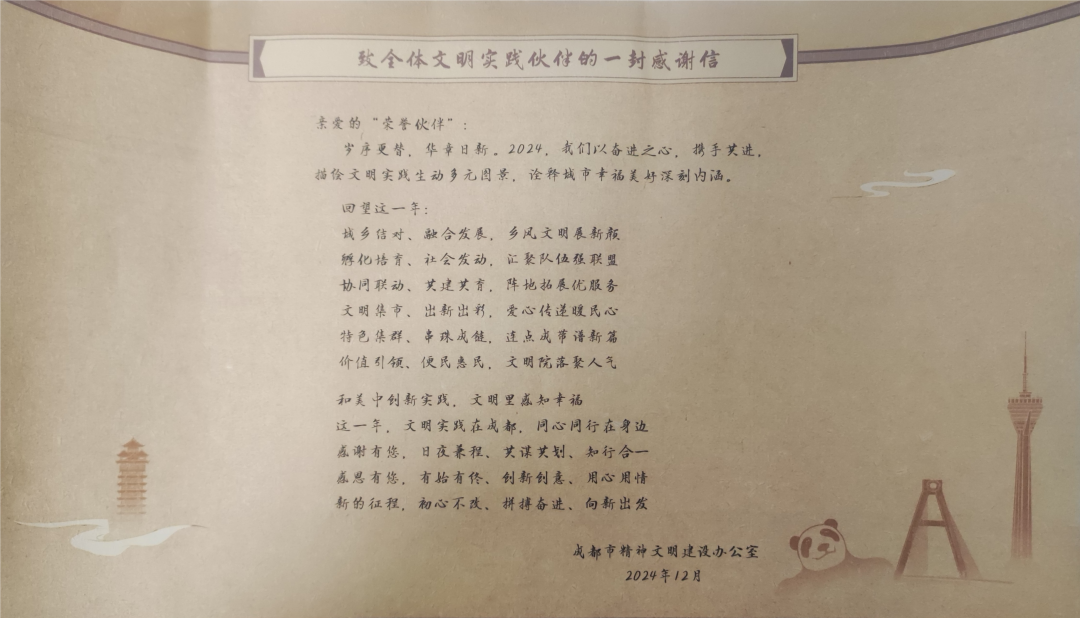 致全体文明实践伙伴的一封感谢信
亲爱的“荣誉伙伴”：
岁序更替，华章日新。2024，我们以奋进之心，携手共进，
描绘文明实践生动多元图景，诠释城市幸福美好深刻内涵。
回望这一年：
城乡结对、融合发展，乡风文明展新颜
孵化培育、社会发动，汇聚队伍强联盟
协同联动、共建共育，阵地拓展优服务
文明集市、出新出彩，爱心传递暖民心
特色集群、串珠成链，连点成带谱新篇
价值引领、便民惠民，文明院落聚人气
和美中创新实践，文明里感知幸福
这一年，文明实践在成都，同心同行在身边
感谢有您，日夜兼程、共谋共划、知行合一
感恩有您，有始有终、创新创意、用心用情
新的征程，初心不改、拼搏奋进、向新出发
成都市精神文明建设办公室
2024年12月